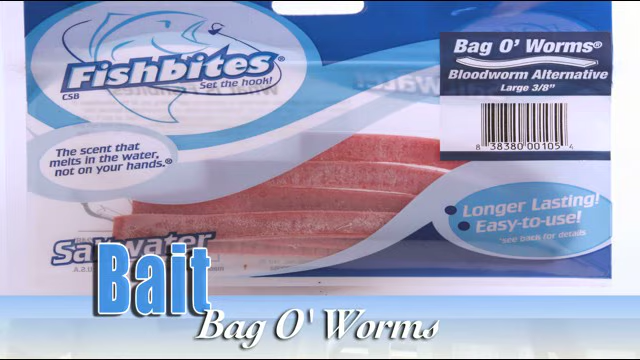 Fishbites®
Set the hook!
CSB
Bag O' Worms®
Bloodworm Alternative
Large 3/8"
8 38380 00105 4
The scent that
melts in the water,
not on your hands.®
Longer Lasting!
Easy-to-use!
*see back for details
Saltwater
Bait
Bag O' Worms